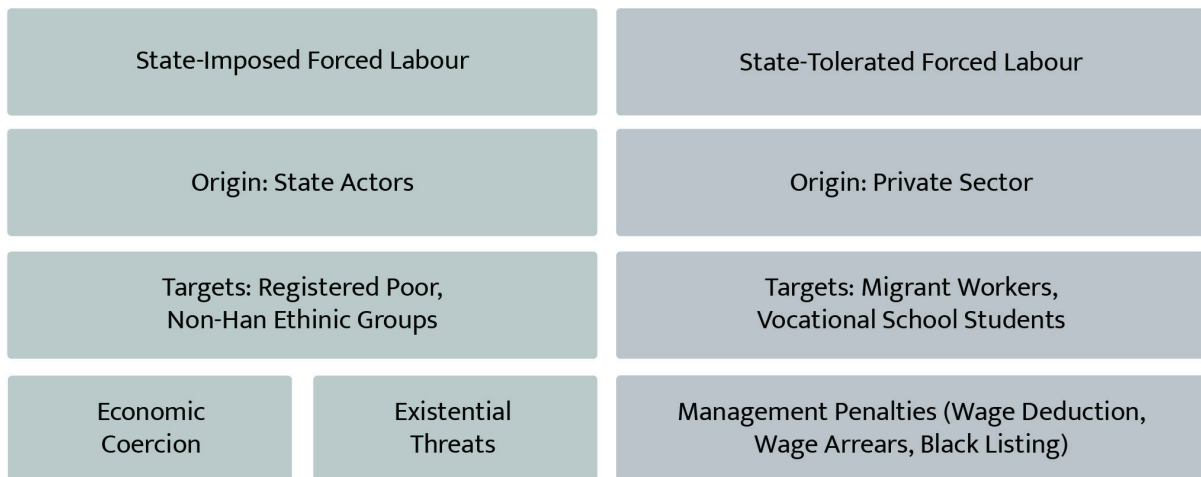 State-Imposed Forced Labour
State-Tolerated Forced Labour
Origin: State Actors
Origin: Private Sector
Targets: Registered Poor,
Non-Han Ethinic Groups
Targets: Migrant Workers,
Vocational School Students
Economic
Coercion
Existential
Threats
Management Penalties (Wage Deduction,
Wage Arrears, Black Listing)